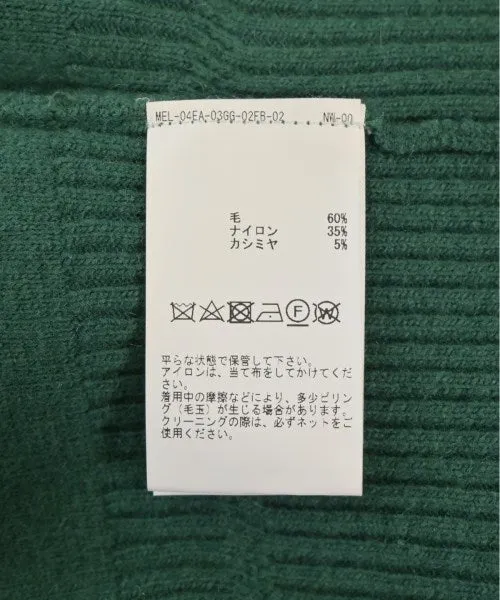 MEL-04FA-03GG-02FB-02 NW-00
毛 60%
ナイロン 35%
カシミヤ 5%
F W
平らな状態で保管して下さい。
アイロンは、当て布をしてかけてくだ
さい。
着用中の摩擦などにより、多少ピリン
グ(毛玉)が生じる場合があります。
クリーニングの際は、必ずネットをご
使用ください。